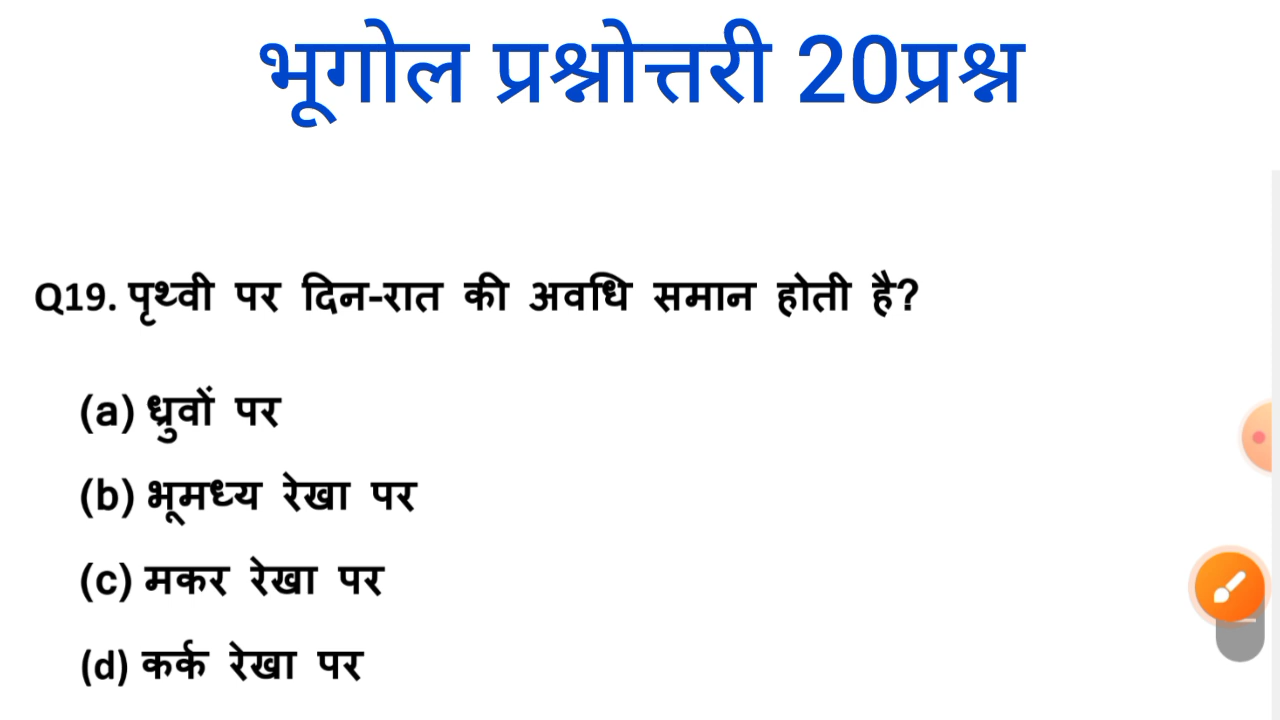 भूगोल प्रश्नोत्तरी 20प्रश्न
Q19. पृथ्वी पर दिन-रात की अवधि समान होती है?
(a) ध्रुवों पर
(b) भूमध्य रेखा पर
(c) मकर रेखा पर
(d) कर्क रेखा पर